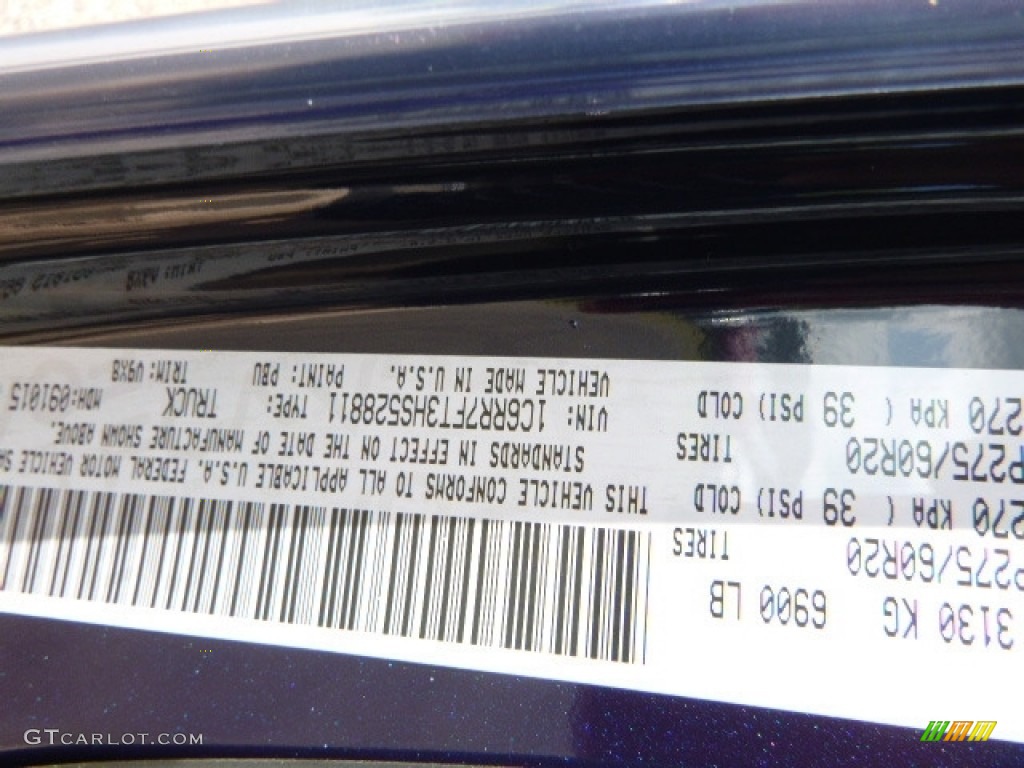 3130 KG 6900 LB
P275/60R20 TIRES
270 KPA ( 39 PSI) COLD
P275/60R20 TIRES
270 KPA ( 39 PSI) COLD
THIS VEHICLE CONFORMS TO ALL APPLICABLE U.S.A. FEDERAL MOTOR VEHICLE
STANDARDS IN EFFECT ON THE DATE OF MANUFACTURE SHOWN ABOVE.
VIN: 1C6RR7FT3HS528811 TYPE: TRUCK MDH:091015
VEHICLE MADE IN U.S.A. PAINT: PBU TRIM: V9X8
GTCARLOT.COM